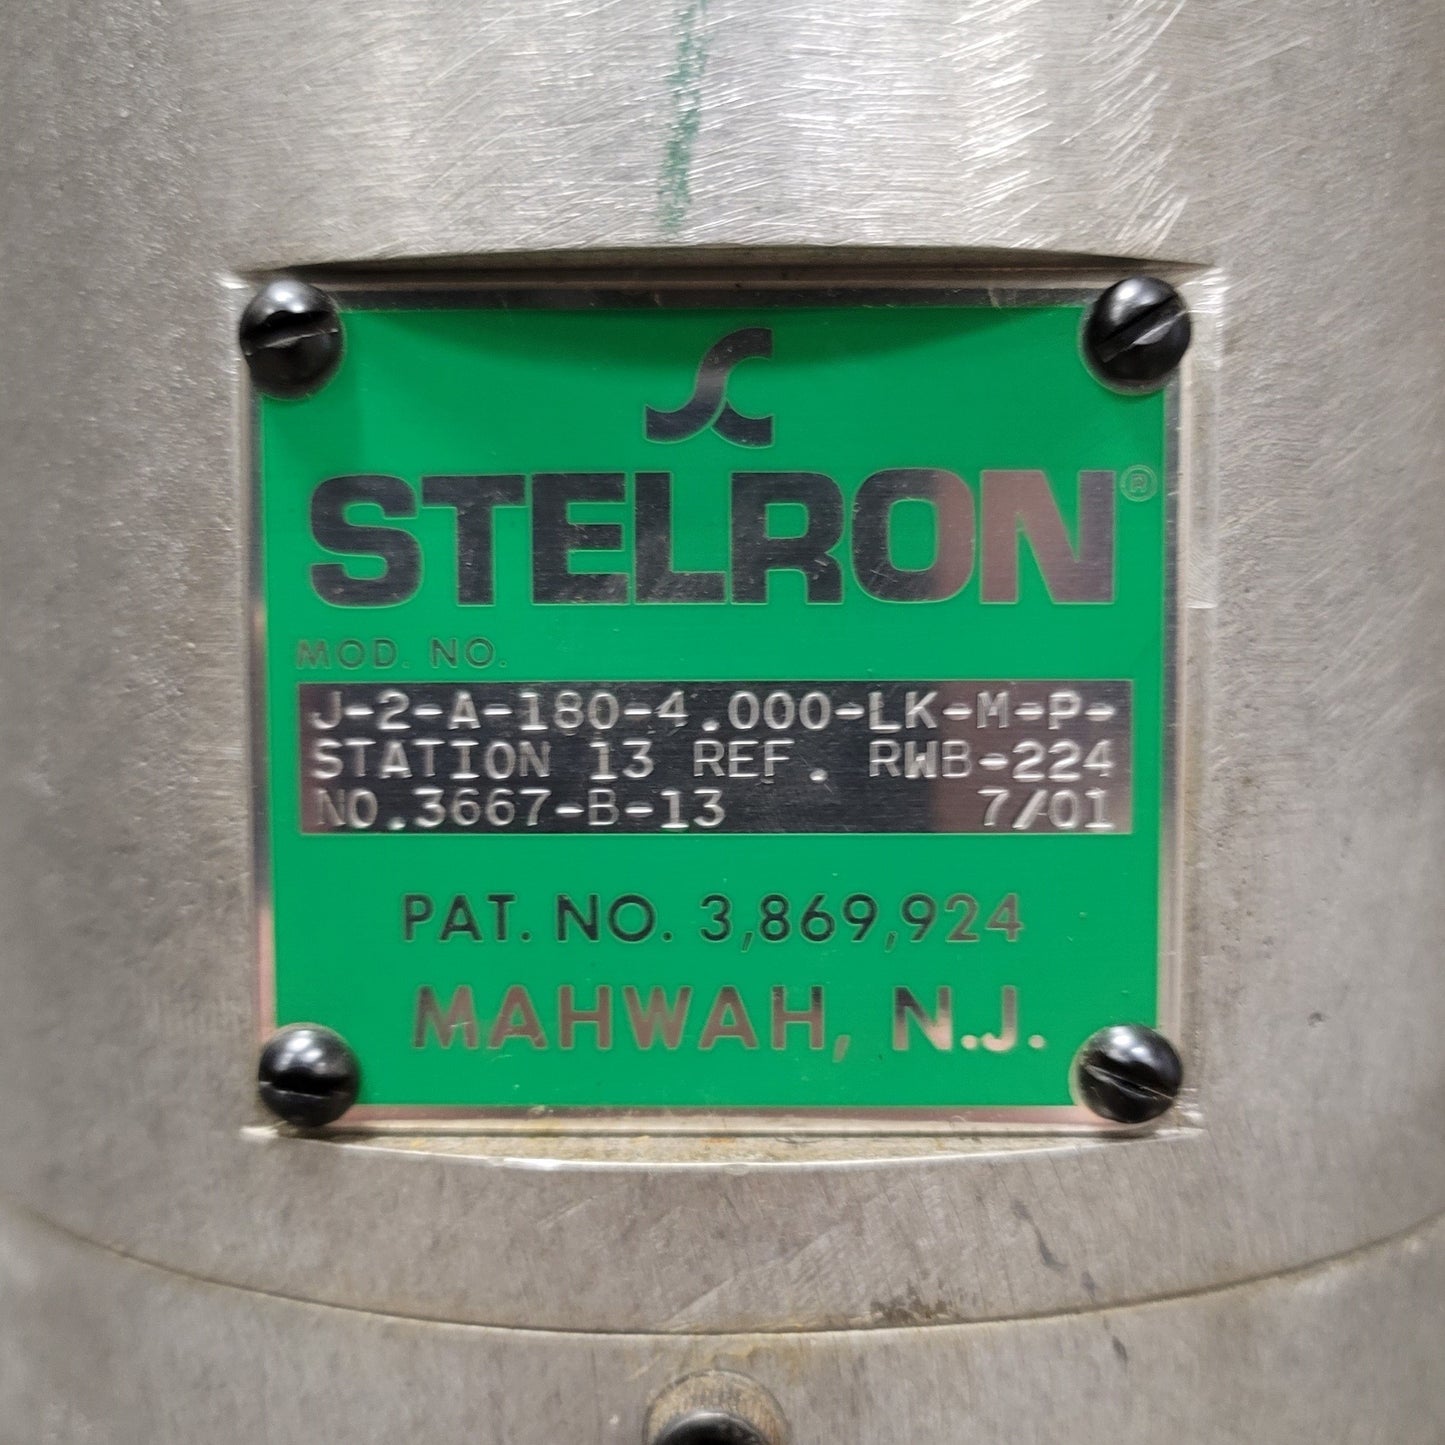 STELRON®
MOD. NO.
J-2-A-180-4.000-LK-M-P-
STATION 13 REF. RWB-224
NO.3667-B-13 7/01
PAT. NO. 3,869,924
MAHWAH, N.J.